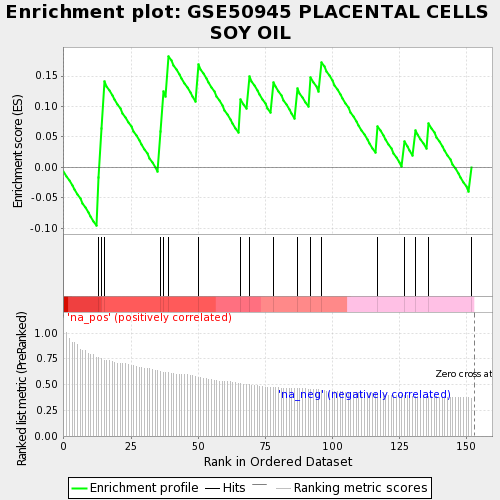 Enrichment plot: GSE50945 PLACENTAL CELLS
SOY OIL
Enrichment score (ES)
0.15
0.10
0.05
0.00
-0.05
-0.10
'na_pos' (positively correlated)
Ranked list metric (PreRanked)
1.00
0.75
0.50
0.25
0.00
Zero cross at
'na_neg' (negatively correlated)
0
25
50
75
100
125
150
Rank in Ordered Dataset
Enrichment profile
Hits
Ranking metric scores